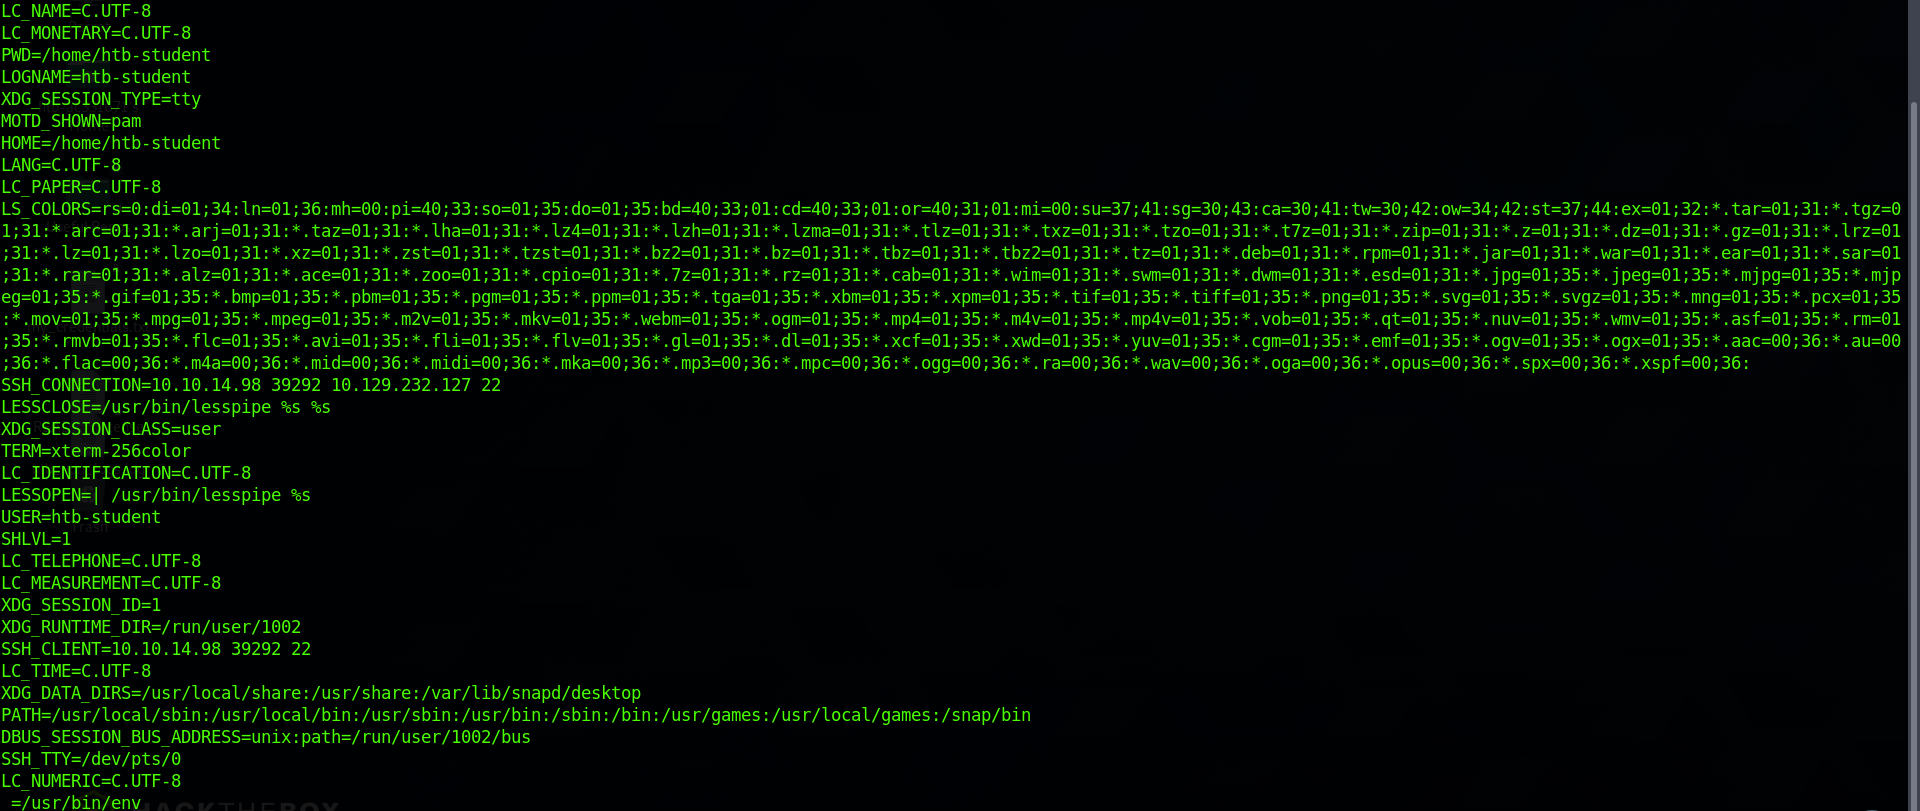 LC_NAME=C.UTF-8
LC_MONETARY=C.UTF-8
PWD=/home/htb-student
LOGNAME=htb-student
XDG_SESSION_TYPE=tty
MOTD_SHOWN=pam
HOME=/home/htb-student
LANG=C.UTF-8
LC_PAPER=C.UTF-8
LS_COLORS=rs=0:di=01;34:ln=01;36:mh=00:pi=40;33:so=01;35:do=01;35:bd=40;33;01:cd=40;33;01:or=40;31;01:mi=00:su=37;41:sg=30;43:ca=30;41:tw=30;42:ow=34;42:st=37;44:ex=01;32:*.tar=01;31:*.tgz=0
1;31:*.arc=01;31:*.arj=01;31:*.taz=01;31:*.lha=01;31:*.lz4=01;31:*.lzh=01;31:*.lzma=01;31:*.tlz=01;31:*.txz=01;31:*.tzo=01;31:*.t7z=01;31:*.zip=01;31:*.z=01;31:*.dz=01;31:*.gz=01;31:*.lrz=01
;31:*.lz=01;31:*.lzo=01;31:*.xz=01;31:*.zst=01;31:*.tzst=01;31:*.bz2=01;31:*.bz=01;31:*.tbz=01;31:*.tbz2=01;31:*.tz=01;31:*.deb=01;31:*.rpm=01;31:*.jar=01;31:*.war=01;31:*.ear=01;31:*.sar=01
;31:*.rar=01;31:*.alz=01;31:*.ace=01;31:*.zoo=01;31:*.cpio=01;31:*.7z=01;31:*.rz=01;31:*.cab=01;31:*.wim=01;31:*.swm=01;31:*.dwm=01;31:*.esd=01;31:*.jpg=01;35:*.jpeg=01;35:*.mjpg=01;35:*.mjp
eg=01;35:*.gif=01;35:*.bmp=01;35:*.pbm=01;35:*.pgm=01;35:*.ppm=01;35:*.tga=01;35:*.xbm=01;35:*.xpm=01;35:*.tif=01;35:*.tiff=01;35:*.png=01;35:*.svg=01;35:*.svgz=01;35:*.mng=01;35:*.pcx=01;35
:*.mov=01;35:*.mpg=01;35:*.mpeg=01;35:*.m2v=01;35:*.mkv=01;35:*.webm=01;35:*.ogm=01;35:*.mp4=01;35:*.m4v=01;35:*.mp4v=01;35:*.vob=01;35:*.qt=01;35:*.nuv=01;35:*.wmv=01;35:*.asf=01;35:*.rm=01
;35:*.rmvb=01;35:*.flc=01;35:*.avi=01;35:*.fli=01;35:*.flv=01;35:*.gl=01;35:*.dl=01;35:*.xcf=01;35:*.xwd=01;35:*.yuv=01;35:*.cgm=01;35:*.emf=01;35:*.ogv=01;35:*.ogx=01;35:*.aac=00;36:*.au=00
;36:*.flac=00;36:*.m4a=00;36:*.mid=00;36:*.midi=00;36:*.mka=00;36:*.mp3=00;36:*.mpc=00;36:*.ogg=00;36:*.ra=00;36:*.wav=00;36:*.oga=00;36:*.opus=00;36:*.spx=00;36:*.xspf=00;36:
SSH_CONNECTION=10.10.14.98 39292 10.129.232.127 22
LESSCLOSE=/usr/bin/lesspipe %s %s
XDG_SESSION_CLASS=user
TERM=xterm-256color
LC_IDENTIFICATION=C.UTF-8
LESSOPEN=| /usr/bin/lesspipe %s
USER=htb-student
SHLVL=1
LC_TELEPHONE=C.UTF-8
LC_MEASUREMENT=C.UTF-8
XDG_SESSION_ID=1
XDG_RUNTIME_DIR=/run/user/1002
SSH_CLIENT=10.10.14.98 39292 22
LC_TIME=C.UTF-8
XDG_DATA_DIRS=/usr/local/share:/usr/share:/var/lib/snapd/desktop
PATH=/usr/local/sbin:/usr/local/bin:/usr/sbin:/usr/bin:/sbin:/bin:/usr/games:/usr/local/games:/snap/bin
DBUS_SESSION_BUS_ADDRESS=unix:path=/run/user/1002/bus
SSH_TTY=/dev/pts/0
LC_NUMERIC=C.UTF-8
=/usr/bin/env